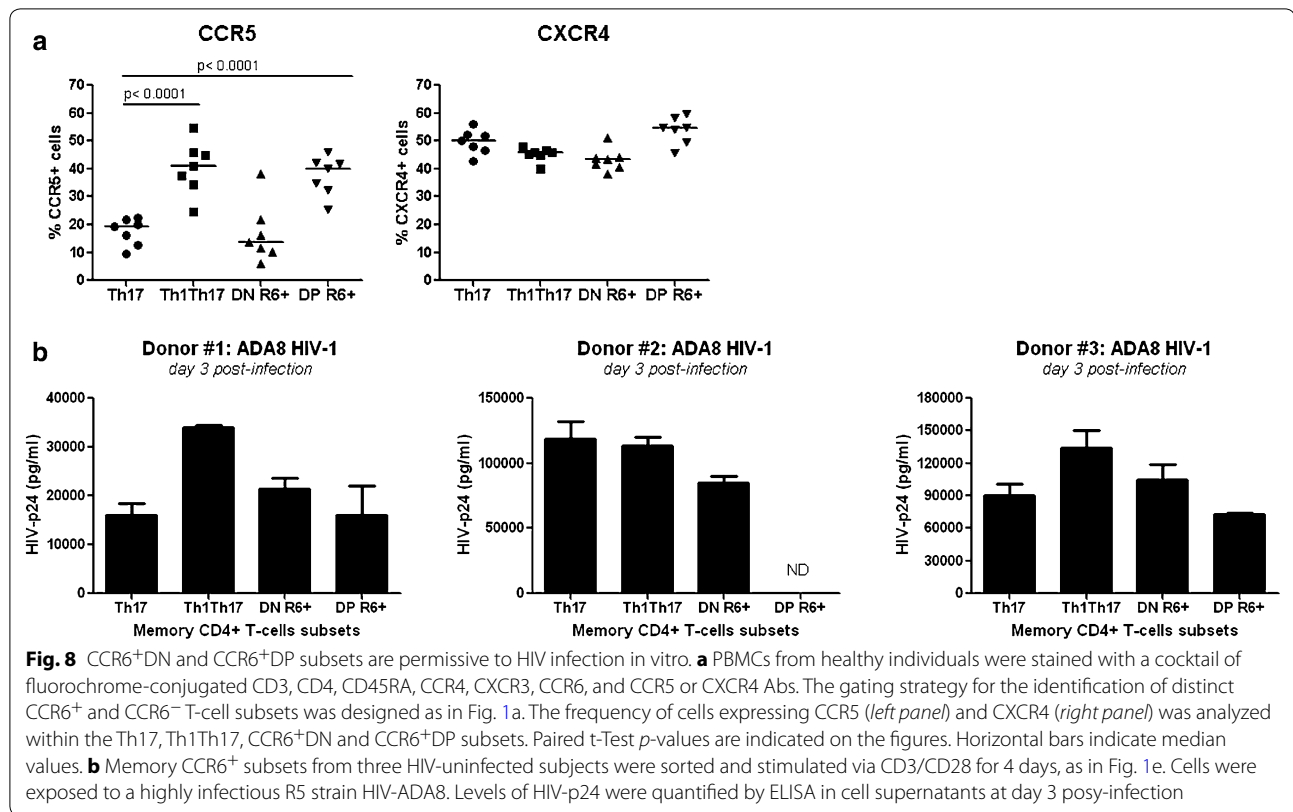 a
CCR5
CXCR4
p< 0.0001
p< 0.0001
% CCR5+ cells
70
60
50
40
30
20
10
0
Th17 Th1Th17 DN R6+ DP R6+
% CXCR4+ cells
70
60
50
40
30
20
10
0
Th17 Th1Th17 DN R6+ DP R6+
b
Donor #1: ADA8 HIV-1
day 3 post-infection
HIV-p24 (pg/ml)
40000
30000
20000
10000
0
Th17 Th1Th17 DN R6+ DP R6+
Memory CD4+ T-cells subsets
Donor #2: ADA8 HIV-1
day 3 post-infection
HIV-p24 (pg/ml)
150000
100000
50000
0
ND
Th17 Th1Th17 DN R6+ DP R6+
Memory CD4+ T-cells subsets
Donor #3: ADA8 HIV-1
day 3 post-infection
HIV-p24 (pg/ml)
180000
150000
120000
90000
60000
30000
0
Th17 Th1Th17 DN R6+ DP R6+
Memory CD4+ T-cells subsets
Fig. 8 CCR6⁺DN and CCR6⁺DP subsets are permissive to HIV infection in vitro. a PBMCs from healthy individuals were stained with a cocktail of
fluorochrome-conjugated CD3, CD4, CD45RA, CCR4, CXCR3, CCR6, and CCR5 or CXCR4 Abs. The gating strategy for the identification of distinct
CCR6⁺ and CCR6⁻ T-cell subsets was designed as in Fig. 1a. The frequency of cells expressing CCR5 (left panel) and CXCR4 (right panel) was analyzed
within the Th17, Th1Th17, CCR6⁺DN and CCR6⁺DP subsets. Paired t-Test p-values are indicated on the figures. Horizontal bars indicate median
values. b Memory CCR6⁺ subsets from three HIV-uninfected subjects were sorted and stimulated via CD3/CD28 for 4 days, as in Fig. 1e. Cells were
exposed to a highly infectious R5 strain HIV-ADA8. Levels of HIV-p24 were quantified by ELISA in cell supernatants at day 3 posy-infection